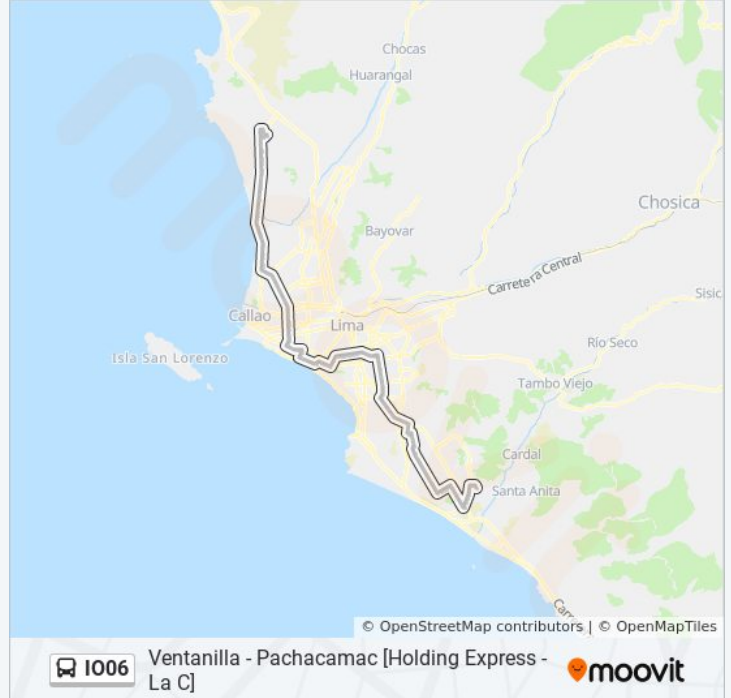 Chocas
Huarangal
Chosica
Bayovar
Carretera Central
Sisic
Callao
Lima
Río Seco
Isla San Lorenzo
Tambo Viejo
Cardal
Santa Anita
Carr
© OpenStreetMap contributors | © OpenMapTiles
IO06
Ventanilla - Pachacamac [Holding Express -
La C]
moovit